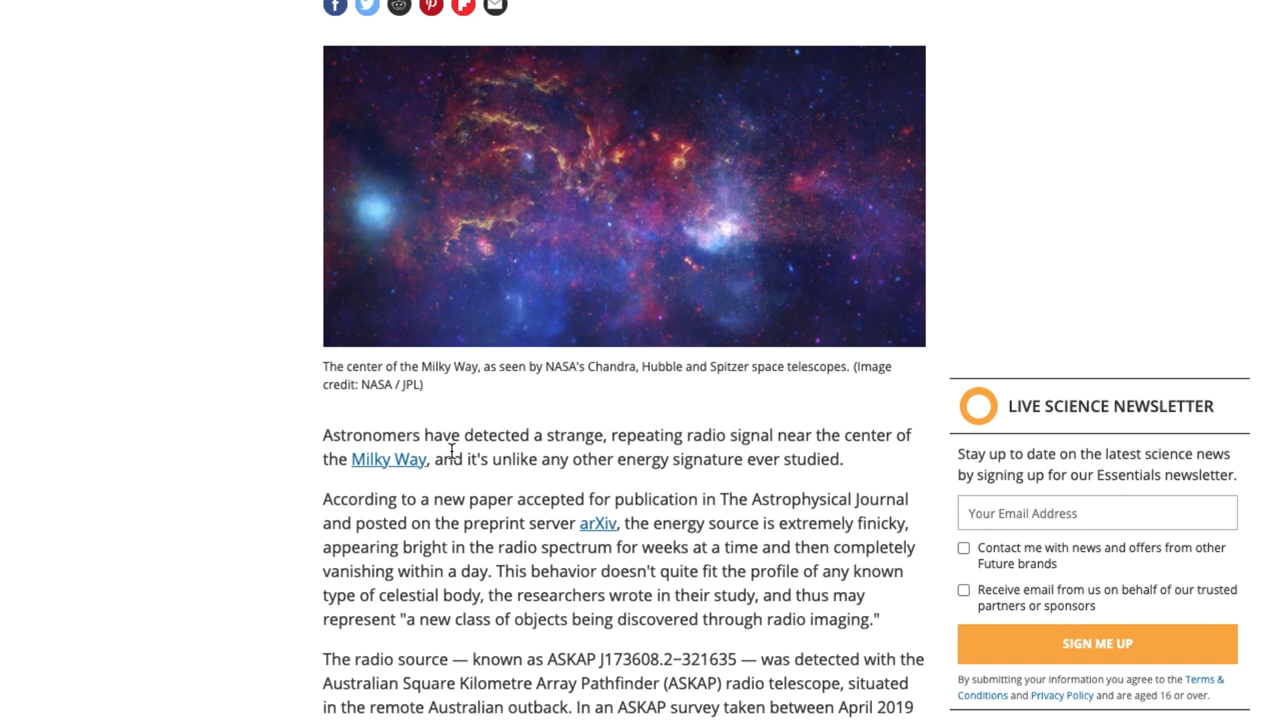 The center of the Milky Way, as seen by NASA's Chandra, Hubble and Spitzer space telescopes. (Image
credit: NASA / JPL)
Astronomers have detected a strange, repeating radio signal near the center of
the Milky Way, and it's unlike any other energy signature ever studied.
According to a new paper accepted for publication in The Astrophysical Journal
and posted on the preprint server arXiv, the energy source is extremely finicky,
appearing bright in the radio spectrum for weeks at a time and then completely
vanishing within a day. This behavior doesn't quite fit the profile of any known
type of celestial body, the researchers wrote in their study, and thus may
represent "a new class of objects being discovered through radio imaging."
The radio source — known as ASKAP J173608.2−321635 — was detected with the
Australian Square Kilometre Array Pathfinder (ASKAP) radio telescope, situated
in the remote Australian outback. In an ASKAP survey taken between April 2019
LIVE SCIENCE NEWSLETTER
Stay up to date on the latest science news
by signing up for our Essentials newsletter.
Your Email Address
Contact me with news and offers from other
Future brands
Receive email from us on behalf of our trusted
partners or sponsors
SIGN ME UP
By submitting your information you agree to the Terms &
Conditions and Privacy Policy and are aged 16 or over.